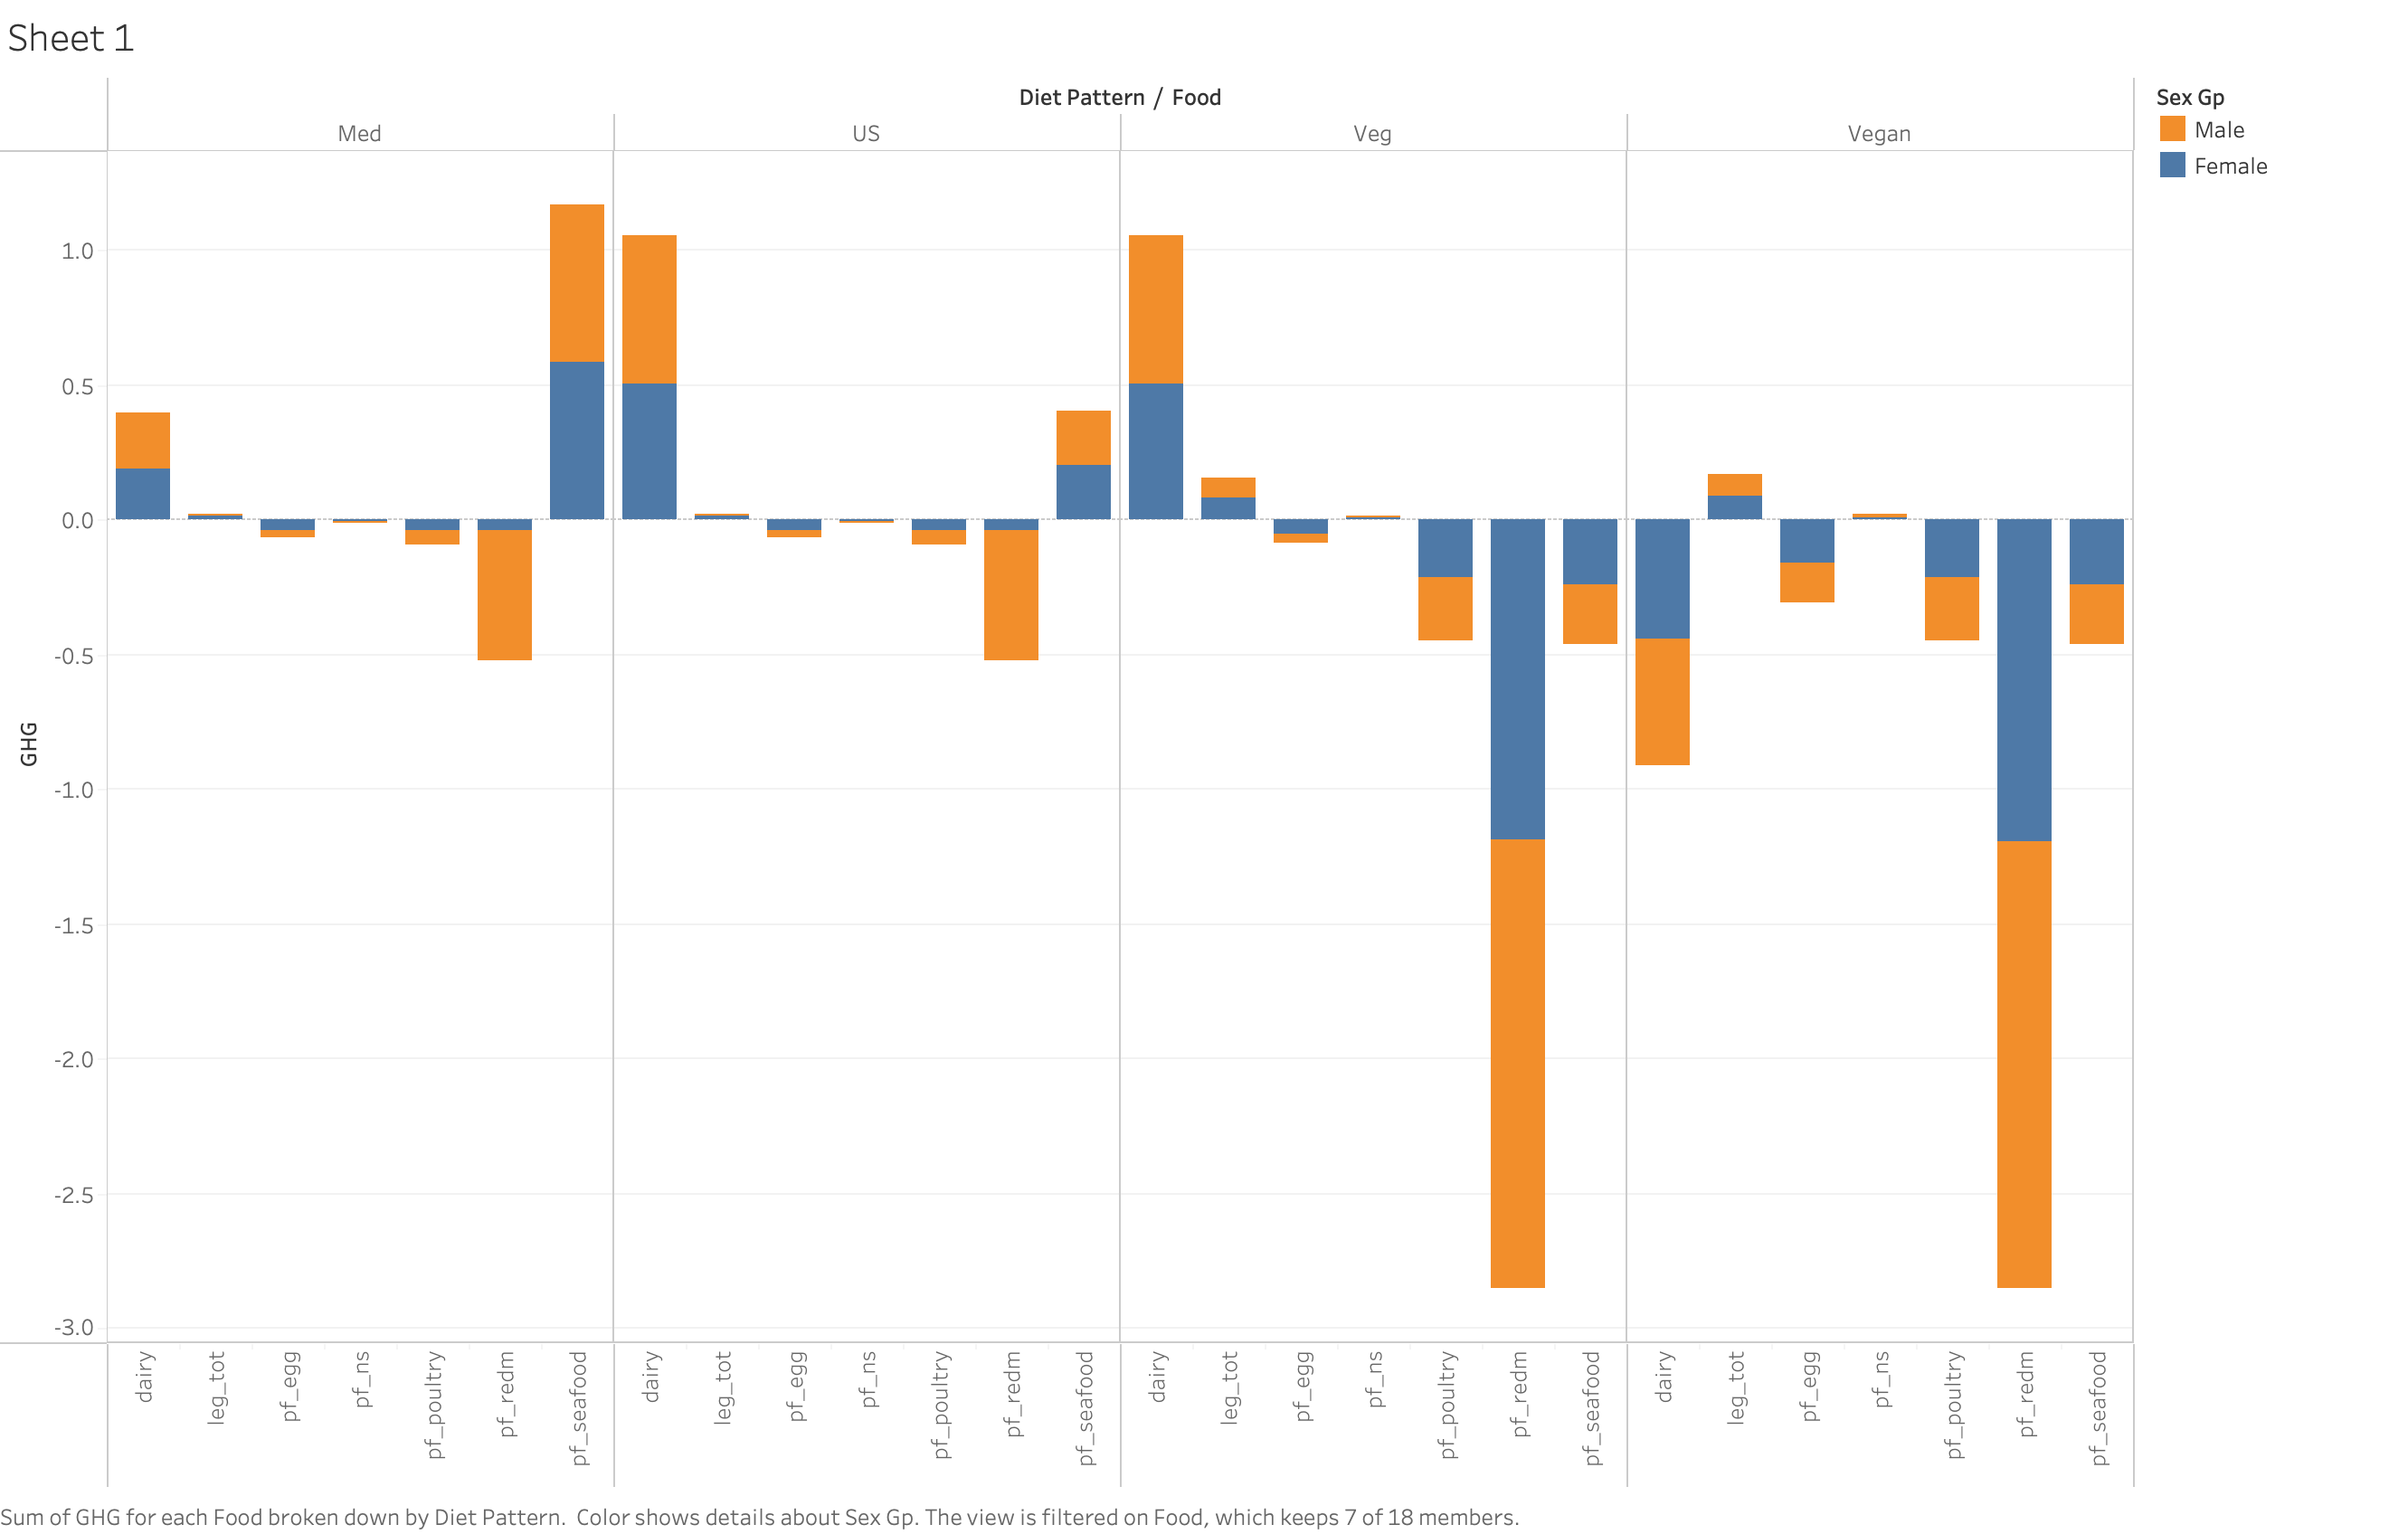 Sheet 1
Diet Pattern / Food
Sex Gp
Male
Female
Med
US
Veg
Vegan
1.0
0.5
0.0
-0.5
-1.0
-1.5
-2.0
-2.5
-3.0
GHG
dairy
leg_tot
pf_egg
pf_ns
pf_poultry
pf_redm
pf_seafood
dairy
leg_tot
pf_egg
pf_ns
pf_poultry
pf_redm
pf_seafood
dairy
leg_tot
pf_egg
pf_ns
pf_poultry
pf_redm
pf_seafood
dairy
leg_tot
pf_egg
pf_ns
pf_poultry
pf_redm
pf_seafood
Sum of GHG for each Food broken down by Diet Pattern.  Color shows details about Sex Gp. The view is filtered on Food, which keeps 7 of 18 members.